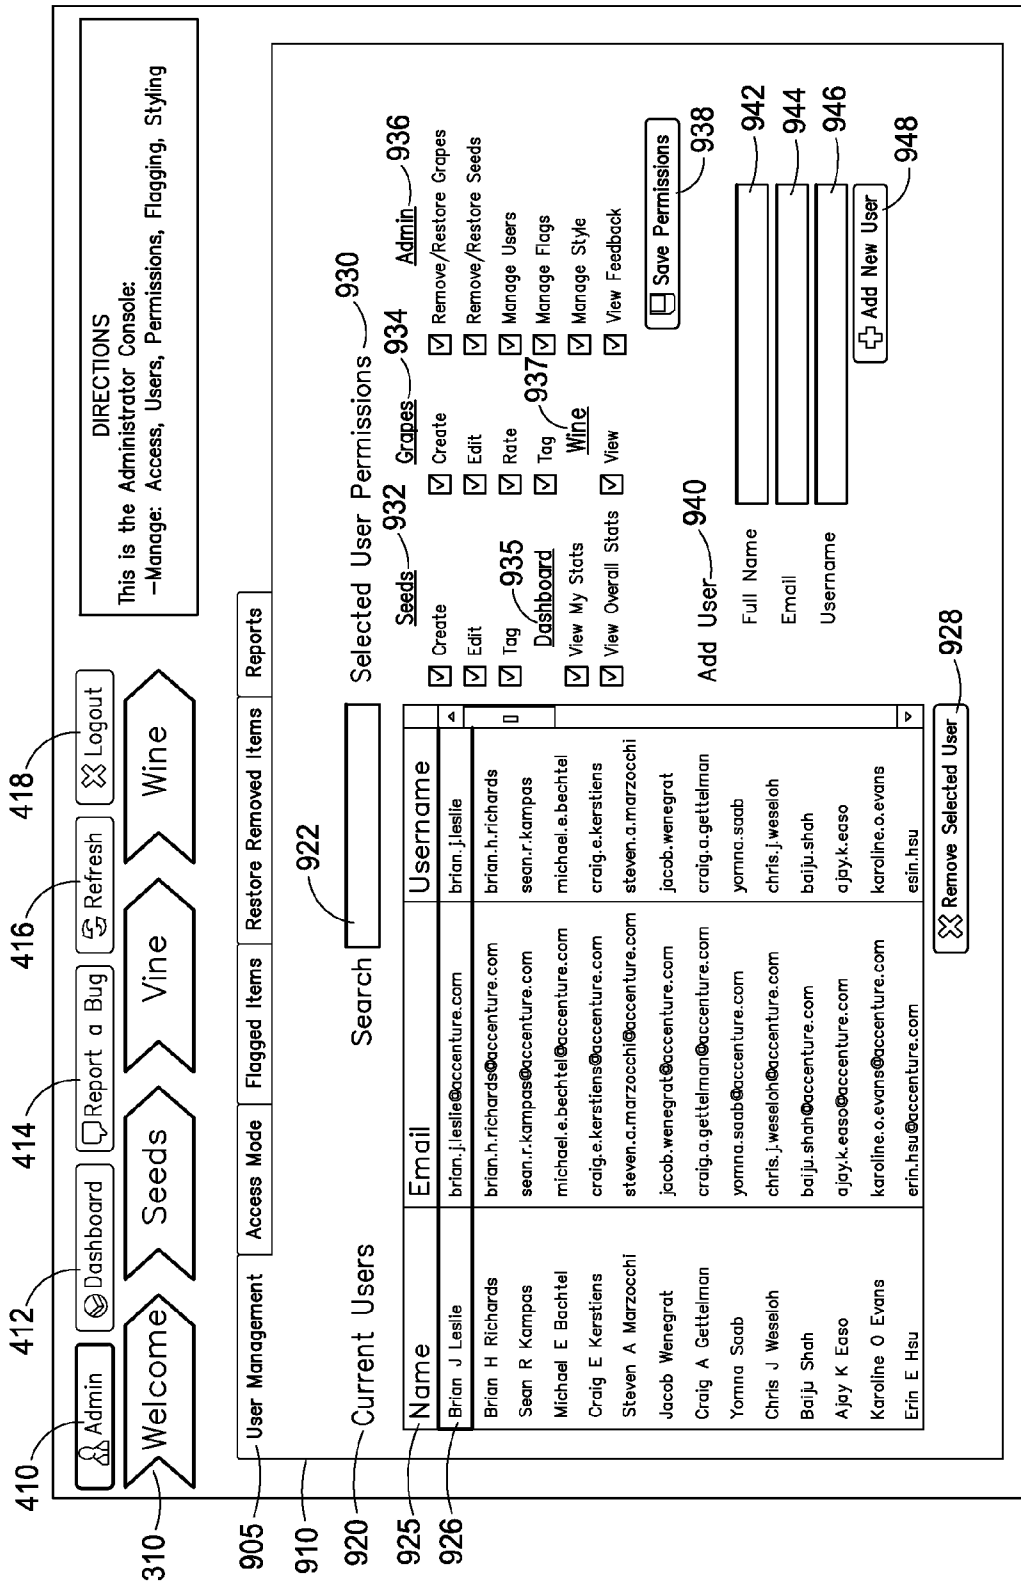 410 412 414 416 418
Admin Dashboard Report a Bug Refresh Logout
DIRECTIONS
This is the Administrator Console:
-Manage: Access, Users, Permissions, Flagging, Styling
310
Welcome Seeds Vine Wine
905
User Management Access Mode Flagged Items Restore Removed Items Reports
910
920
Current Users
Search
922
925
Name Email Username
926
Brian J Leslie brian.j.leslie@accenture.com brian.j.leslie
Brian H Richards brian.h.richards@accenture.com brian.h.richards
Sean R Kampas sean.r.kampas@accenture.com sean.r.kampas
Michael E Bachtel michael.e.bechtel@accenture.com michael.e.bechtel
Craig E Kerstiens craig.e.kerstiens@accenture.com craig.e.kerstiens
Steven A Marzocchi steven.a.marzocchi@accenture.com steven.a.marzocchi
Jacob Wenegrat jacob.wenegrat@accenture.com jacob.wenegrat
Craig A Gettelman craig.a.gettelman@accenture.com craig.a.gettelman
Yomna Saab yomna.saab@accenture.com yomna.saab
Chris J Weseloh chris.j.weseloh@accenture.com chris.j.weseloh
Baiju Shah baiju.shah@accenture.com baiju.shah
Ajay K Easo ajay.k.easo@accenture.com ajay.k.easo
Karoline O Evans karoline.o.evans@accenture.com karoline.o.evans
Erin E Hsu erin.hsu@accenture.com esin.hsu
Remove Selected User
928
Selected User Permissions 930
Seeds 932 Grapes 934 Admin 936
Create Create Remove/Restore Grapes
Edit Edit Remove/Restore Seeds
Tag Rate Manage Users
935 Tag Manage Flags
Dashboard 937
Wine
View My Stats Manage Style
View Overall Stats View View Feedback
Save Permissions
938
Add User 940
Full Name 942
Email 944
Username 946
Add New User 948